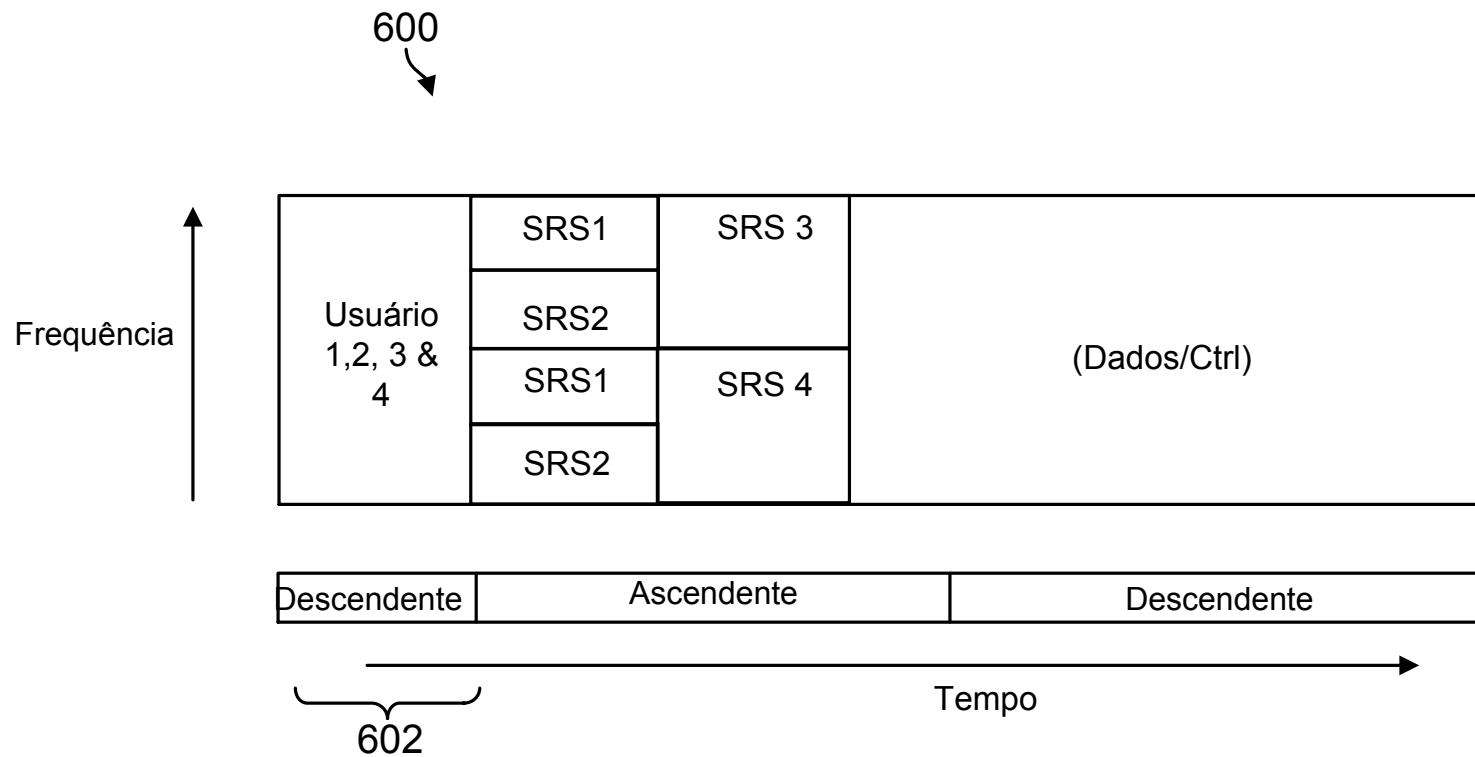 600
Frequência
Usuário
1,2, 3 &
4
SRS1
SRS2
SRS1
SRS2
SRS 3
SRS 4
(Dados/Ctrl)
Descendente
Ascendente
Descendente
Tempo
602